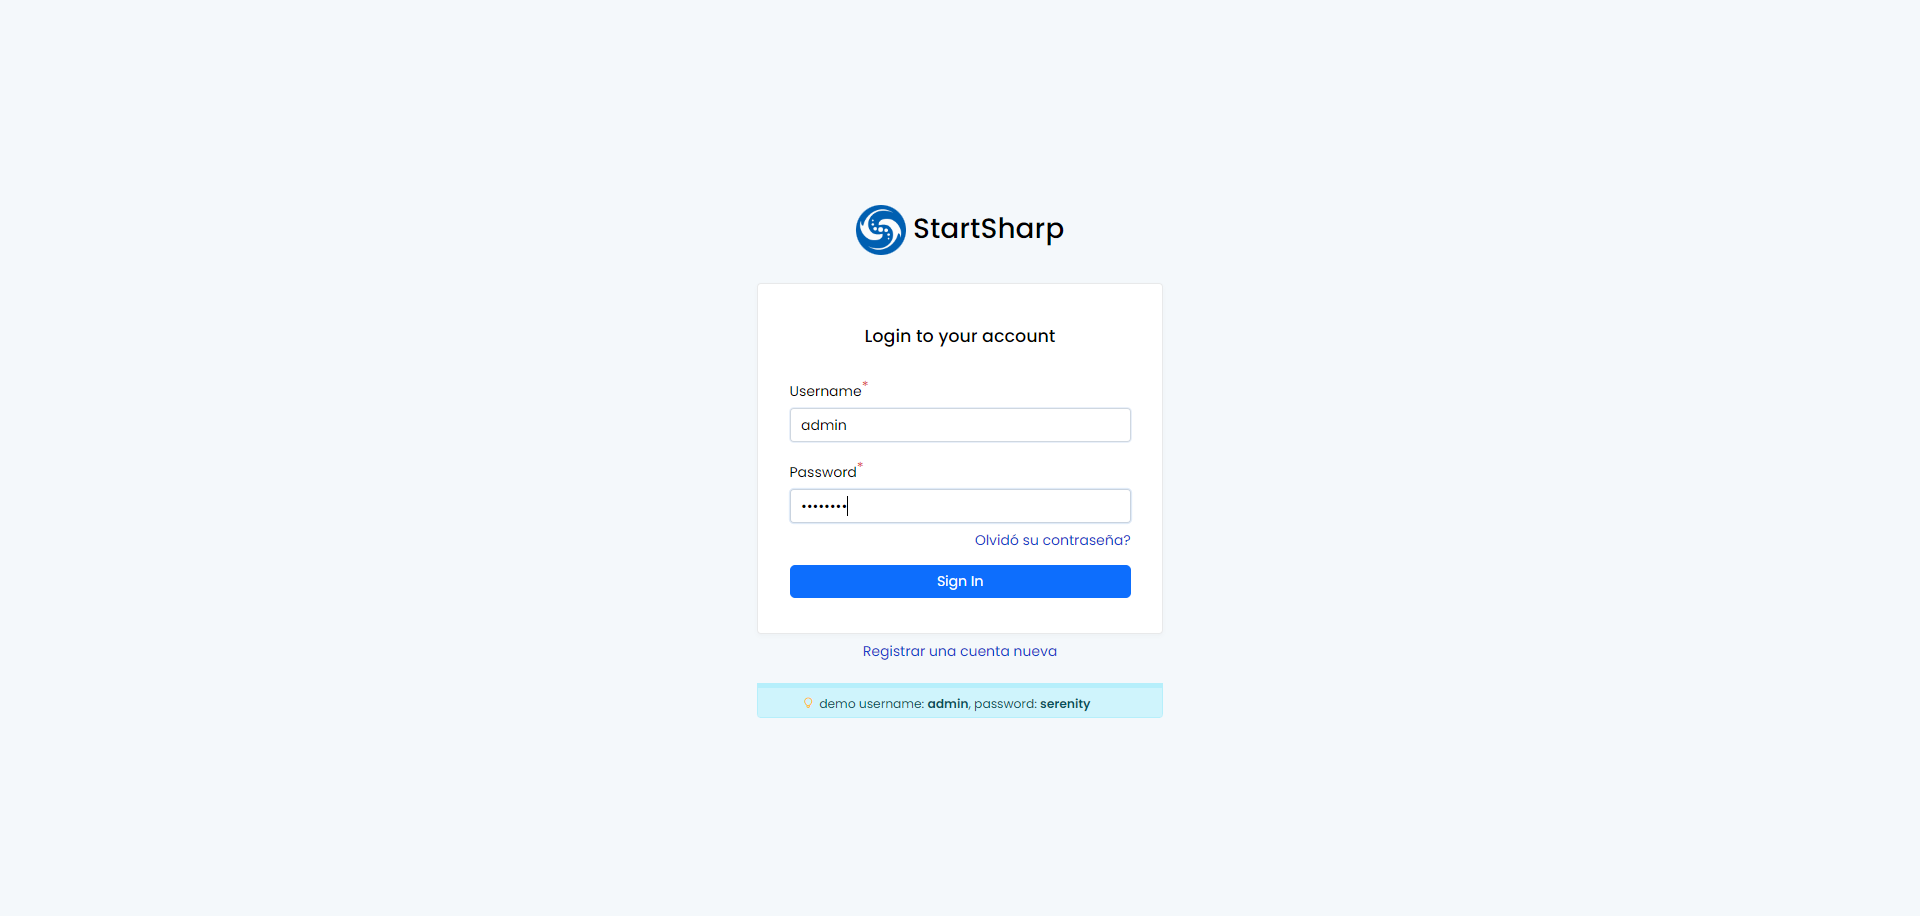 StartSharp
Login to your account
Username*
admin
Password*
••••••••
Olvidó su contraseña?
Sign In
Registrar una cuenta nueva
demo username: admin, password: serenity